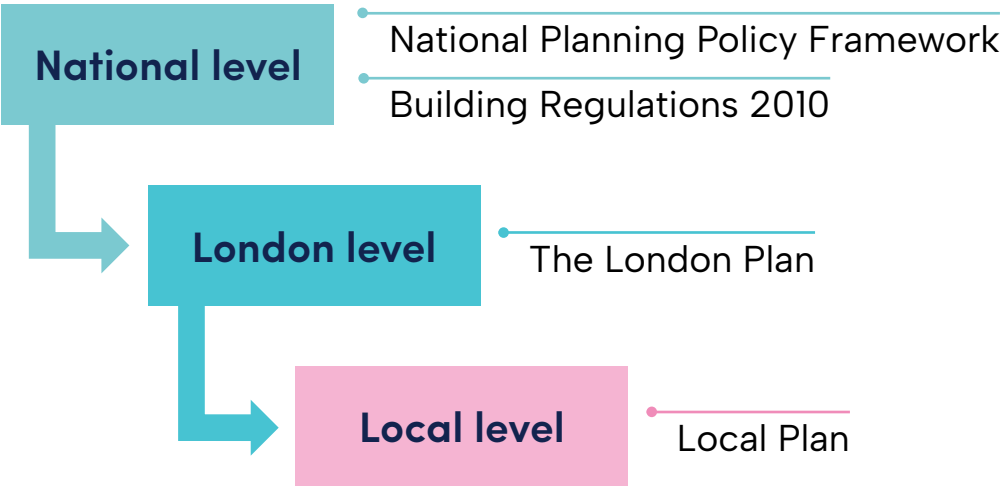 National level
National Planning Policy Framework
Building Regulations 2010
London level
The London Plan
Local level
Local Plan